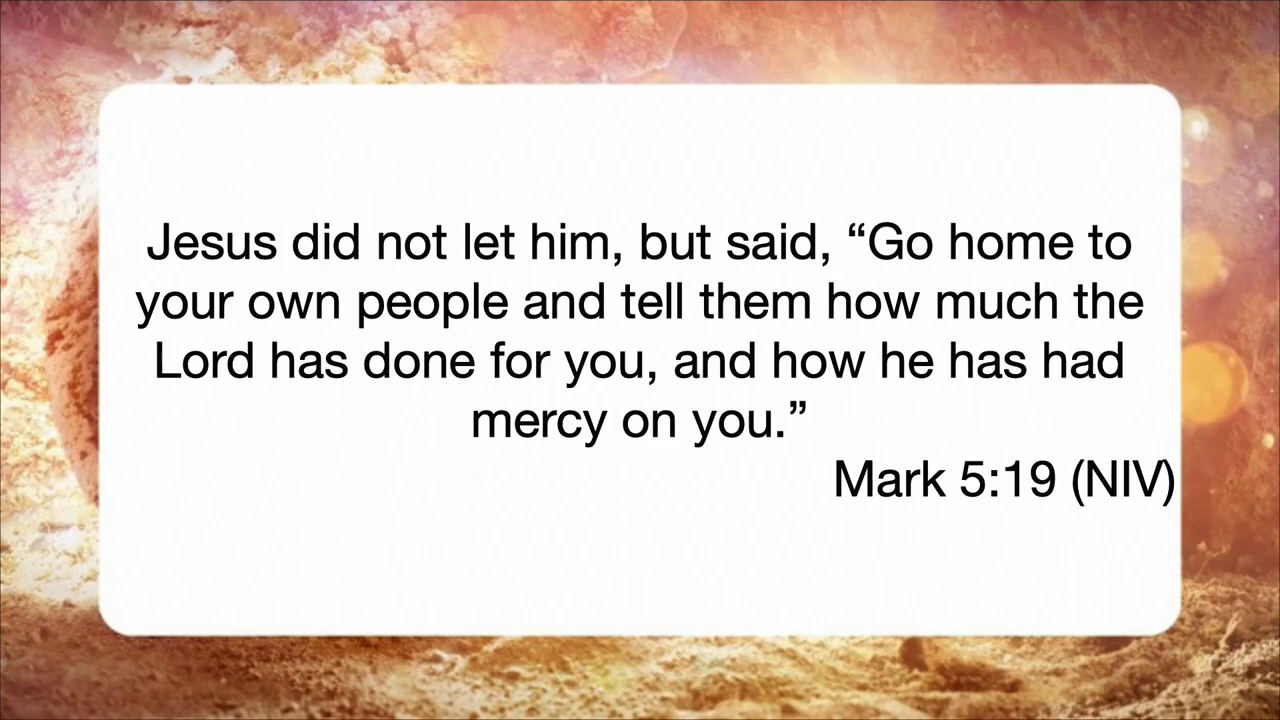 Jesus did not let him, but said, “Go home to
your own people and tell them how much the
Lord has done for you, and how he has had
mercy on you.”
Mark 5:19 (NIV)